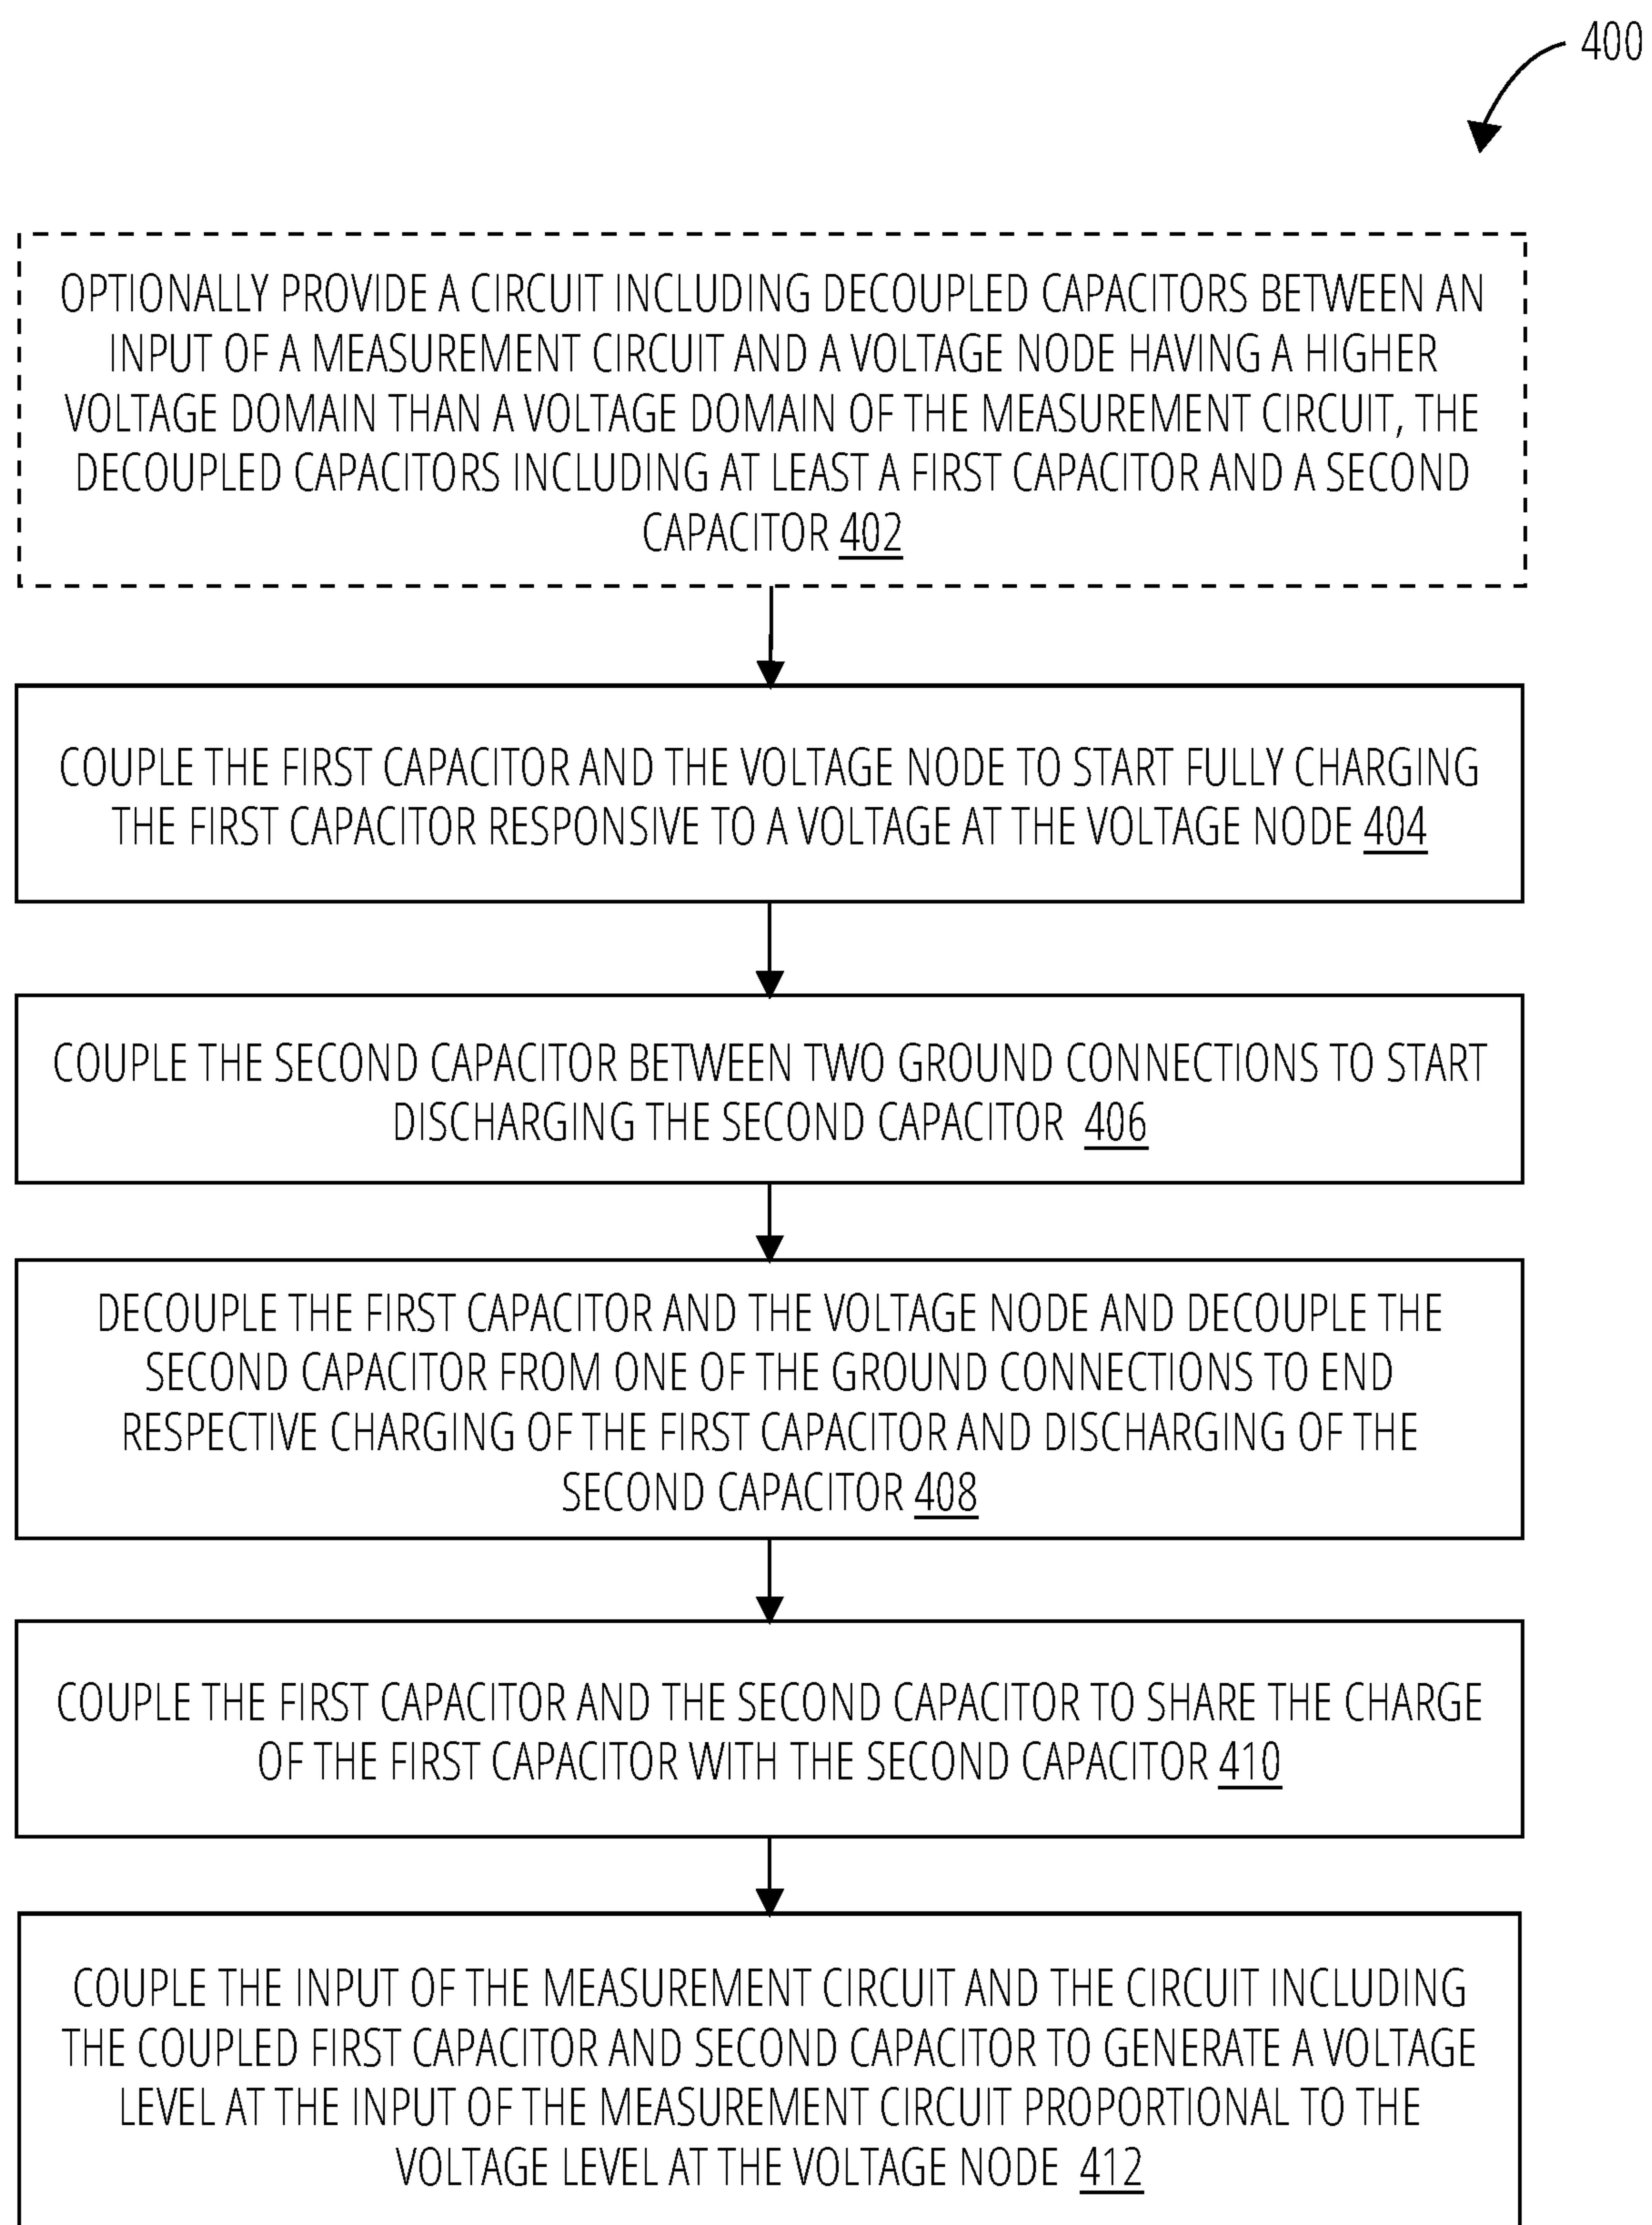 400
OPTIONALLY PROVIDE A CIRCUIT INCLUDING DECOUPLED CAPACITORS BETWEEN AN
INPUT OF A MEASUREMENT CIRCUIT AND A VOLTAGE NODE HAVING A HIGHER
VOLTAGE DOMAIN THAN A VOLTAGE DOMAIN OF THE MEASUREMENT CIRCUIT, THE
DECOUPLED CAPACITORS INCLUDING AT LEAST A FIRST CAPACITOR AND A SECOND
CAPACITOR 402
COUPLE THE FIRST CAPACITOR AND THE VOLTAGE NODE TO START FULLY CHARGING
THE FIRST CAPACITOR RESPONSIVE TO A VOLTAGE AT THE VOLTAGE NODE 404
COUPLE THE SECOND CAPACITOR BETWEEN TWO GROUND CONNECTIONS TO START
DISCHARGING THE SECOND CAPACITOR 406
DECOUPLE THE FIRST CAPACITOR AND THE VOLTAGE NODE AND DECOUPLE THE
SECOND CAPACITOR FROM ONE OF THE GROUND CONNECTIONS TO END
RESPECTIVE CHARGING OF THE FIRST CAPACITOR AND DISCHARGING OF THE
SECOND CAPACITOR 408
COUPLE THE FIRST CAPACITOR AND THE SECOND CAPACITOR TO SHARE THE CHARGE
OF THE FIRST CAPACITOR WITH THE SECOND CAPACITOR 410
COUPLE THE INPUT OF THE MEASUREMENT CIRCUIT AND THE CIRCUIT INCLUDING
THE COUPLED FIRST CAPACITOR AND SECOND CAPACITOR TO GENERATE A VOLTAGE
LEVEL AT THE INPUT OF THE MEASUREMENT CIRCUIT PROPORTIONAL TO THE
VOLTAGE LEVEL AT THE VOLTAGE NODE 412